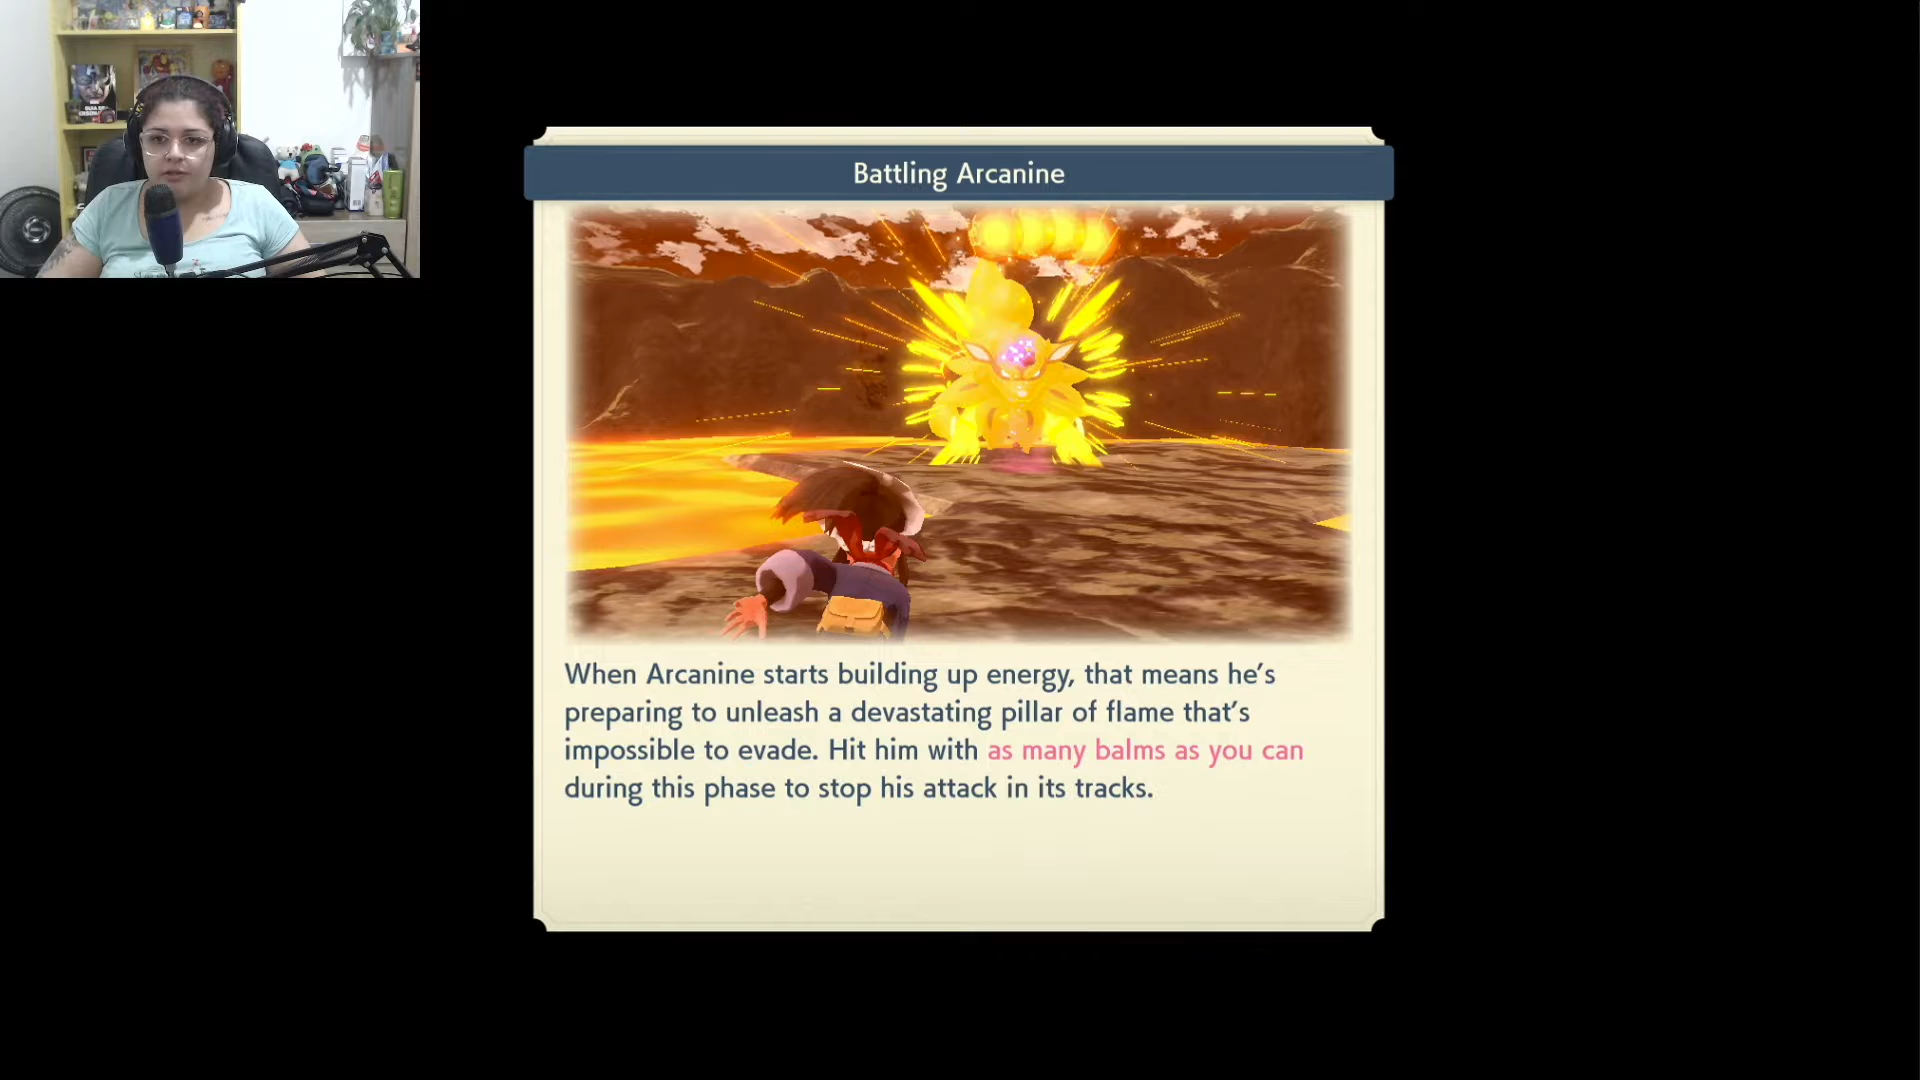 Battling Arcanine
When Arcanine starts building up energy, that means he's
preparing to unleash a devastating pillar of flame that's
impossible to evade. Hit him with as many balms as you can
during this phase to stop his attack in its tracks.